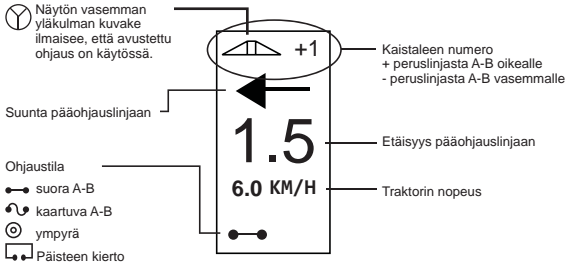 Näytön vasemman
yläkulman kuvake
ilmaisee, että avustettu
ohjaus on käytössä.
+1
Kaistaleen numero
+ peruslinjasta A-B oikealle
- peruslinjasta A-B vasemmalle
Suunta pääohjauslinjaan
1.5
Etäisyys pääohjauslinjaan
6.0 KM/H
Traktorin nopeus
Ohjaustila
suora A-B
kaartuva A-B
ympyrä
Päisteen kierto